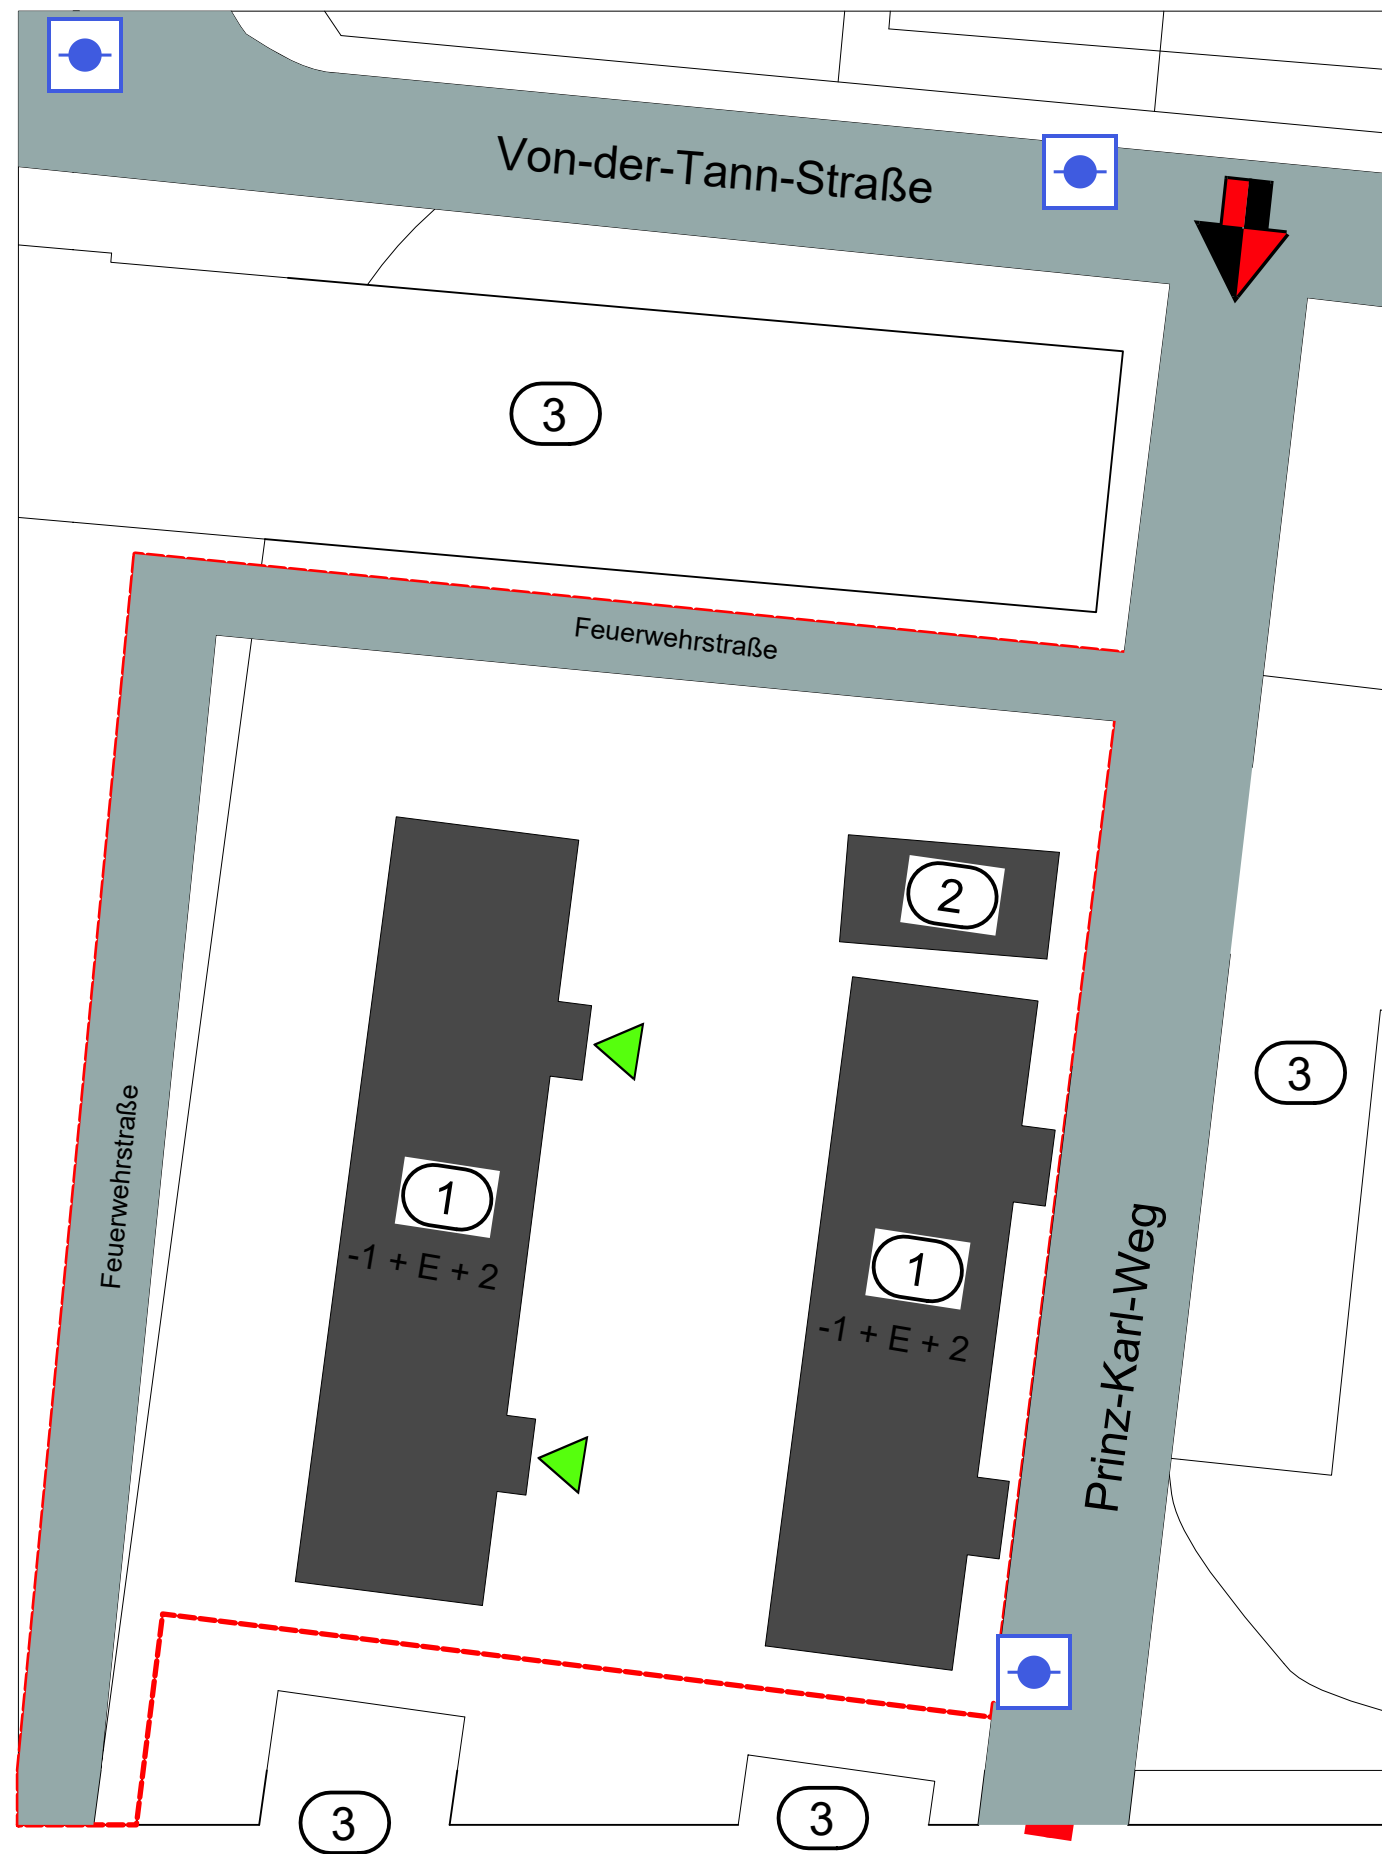 Von-der-Tann-Straße
3
Feuerwehrstraße
2
3
Feuerwehrstraße
1
-1 + E + 2
1
-1 + E + 2
Prinz-Karl-Weg
3
3